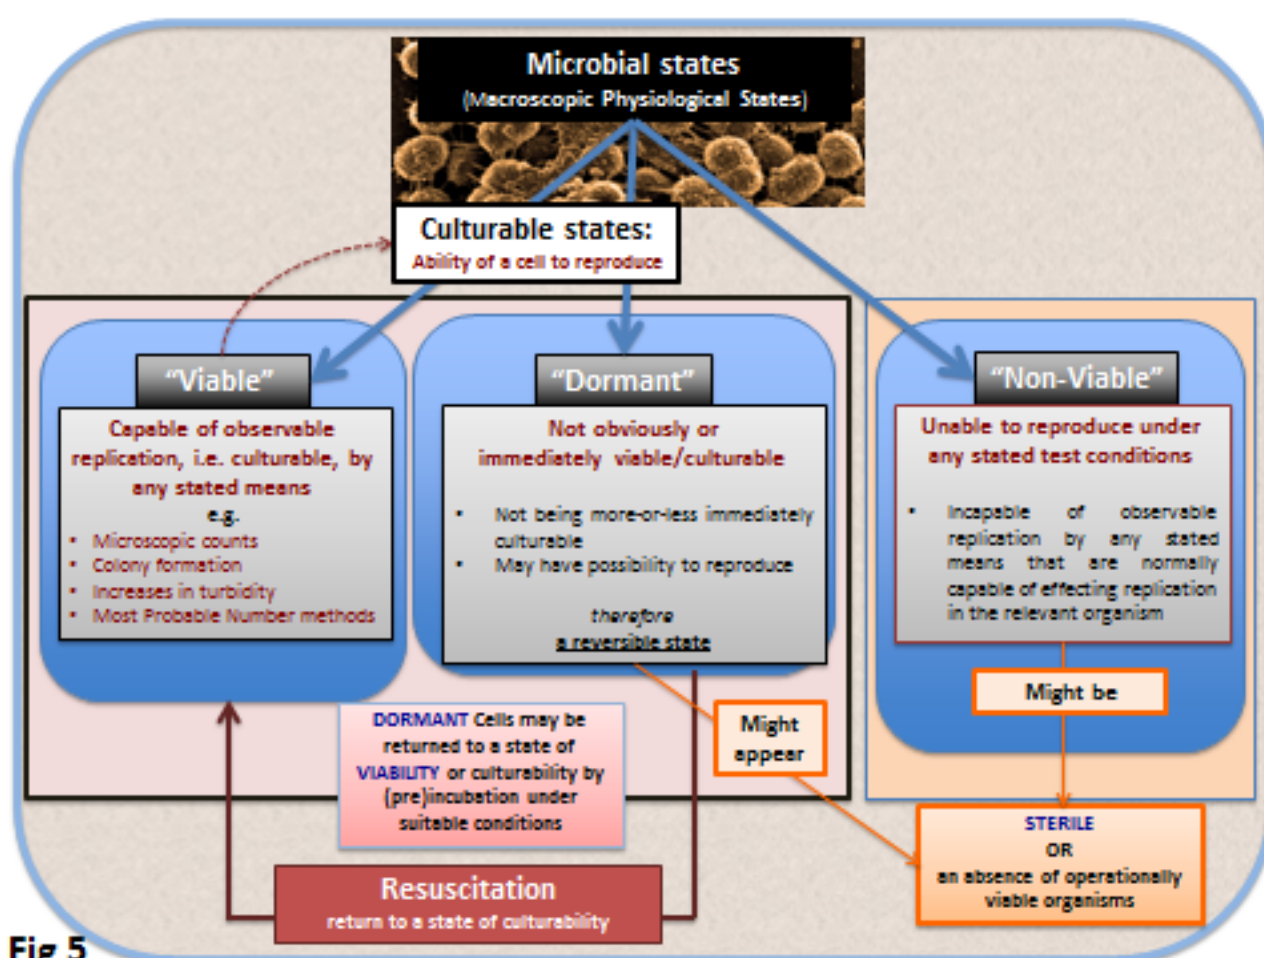 Microbial states
(Macroscopic Physiological States)
Culturable states:
Ability of a cell to reproduce
“Viable”
Capable of observable
replication, i.e. culturable, by
any stated means
e.g.
• Microscopic counts
• Colony formation
• Increases in turbidity
• Most Probable Number methods
“Dormant”
Not obviously or
immediately viable/culturable
• Not being more-or-less immediately
culturable
• May have possibility to reproduce
therefore
a reversible state
“Non-Viable”
Unable to reproduce under
any stated test conditions
• Incapable of observable
replication by any stated
means that are normally
capable of effecting replication
in the relevant organism
Might be
Might
appear
DORMANT Cells may be
returned to a state of
VIABILITY or culturability by
(pre)incubation under
suitable conditions
STERILE
OR
an absence of operationally
viable organisms
Resuscitation
return to a state of culturability
Fig 5